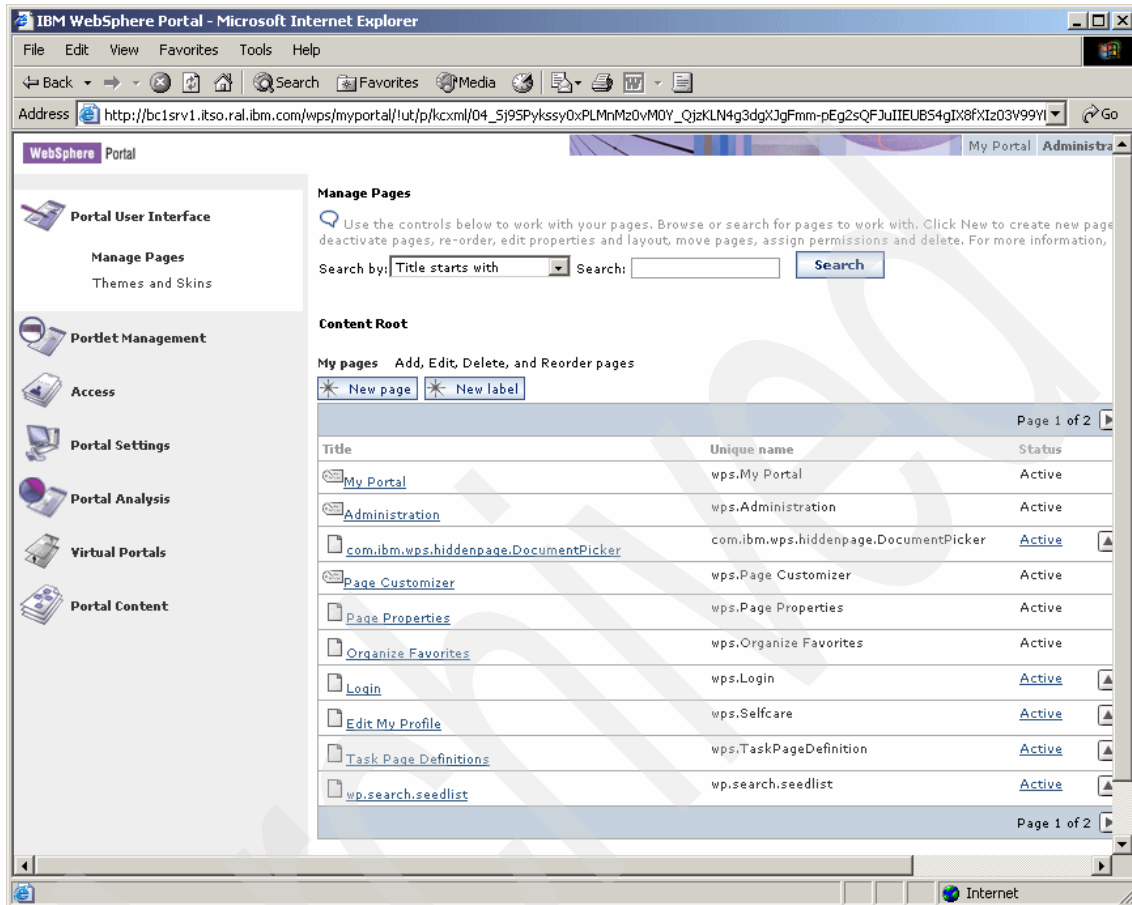 IBM WebSphere Portal - Microsoft Internet Explorer
File Edit View Favorites Tools Help
Back Search Favorites Media
Address http://bc1srv1.itso.ral.ibm.com/wps/myportal/!ut/p/kcxml/04_Sj9SPykssy0xPLMnMz0vM0Y_QjzKLN4g3dgXJgFmm-pEg2sQFJuIIEUBS4gIX8fXIz03V99YI Go
WebSphere Portal
My Portal Administra
Manage Pages
Portal User Interface
Use the controls below to work with your pages. Browse or search for pages to work with. Click New to create new page
deactivate pages, re-order, edit properties and layout, move pages, assign permissions and delete. For more information,
Manage Pages
Search by: Title starts with Search: Search
Themes and Skins
Content Root
Portlet Management
My pages Add, Edit, Delete, and Reorder pages
Access
New page New label
Page 1 of 2
Portal Settings
Title Unique name Status
My Portal wps.My Portal Active
Portal Analysis
Administration wps.Administration Active
com.ibm.wps.hiddenpage.DocumentPicker com.ibm.wps.hiddenpage.DocumentPicker Active
Virtual Portals
Page Customizer wps.Page Customizer Active
Portal Content
Page Properties wps.Page Properties Active
Organize Favorites wps.Organize Favorites Active
Login wps.Login Active
Edit My Profile wps.Selfcare Active
Task Page Definitions wps.TaskPageDefinition Active
wp.search.seedlist wp.search.seedlist Active
Page 1 of 2
Internet
Archived